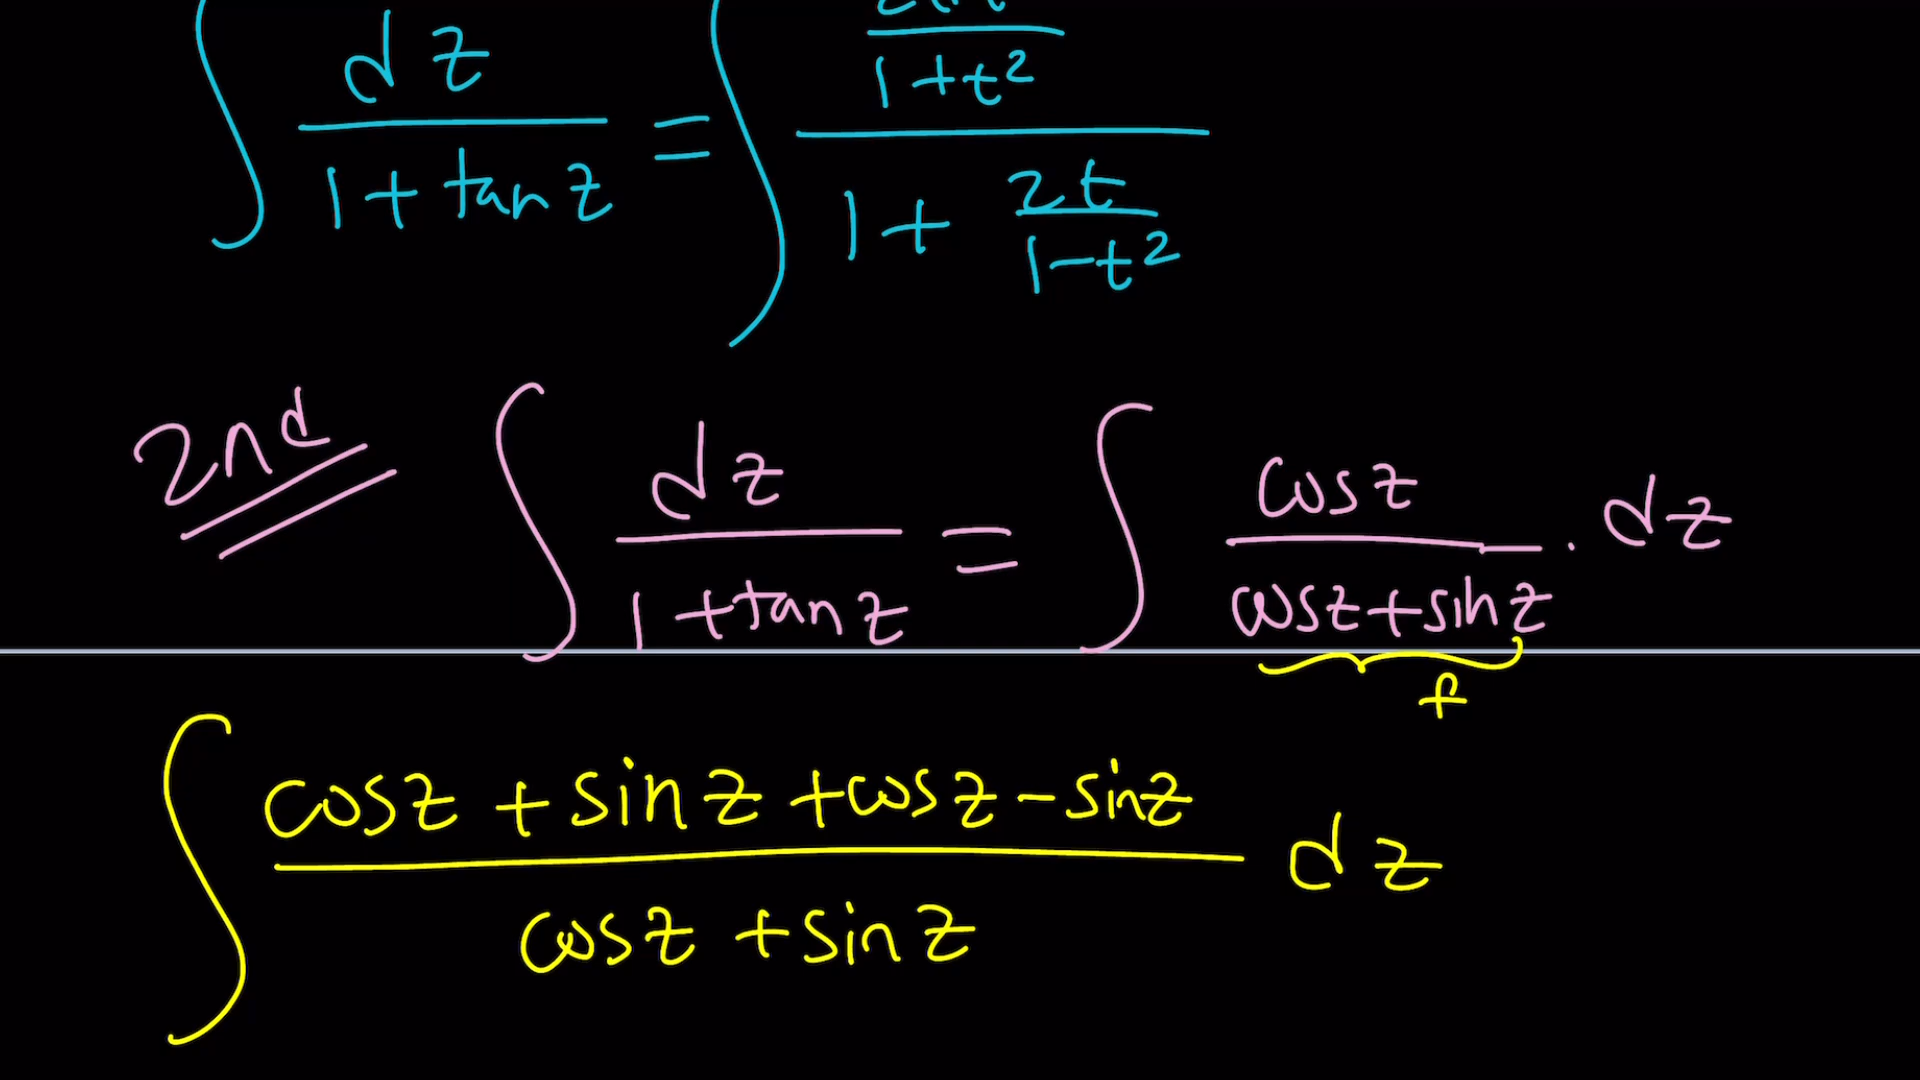 ∫ dz / (1 + tan z) = ∫ / (1 + t²) / (1 + 2t / (1 - t²))
2nd ∫ dz / (1 + tan z) = ∫ cos z / (cos z + sin z) . dz
f
∫ (cos z + sin z + cos z - sin z) / (cos z + sin z) dz